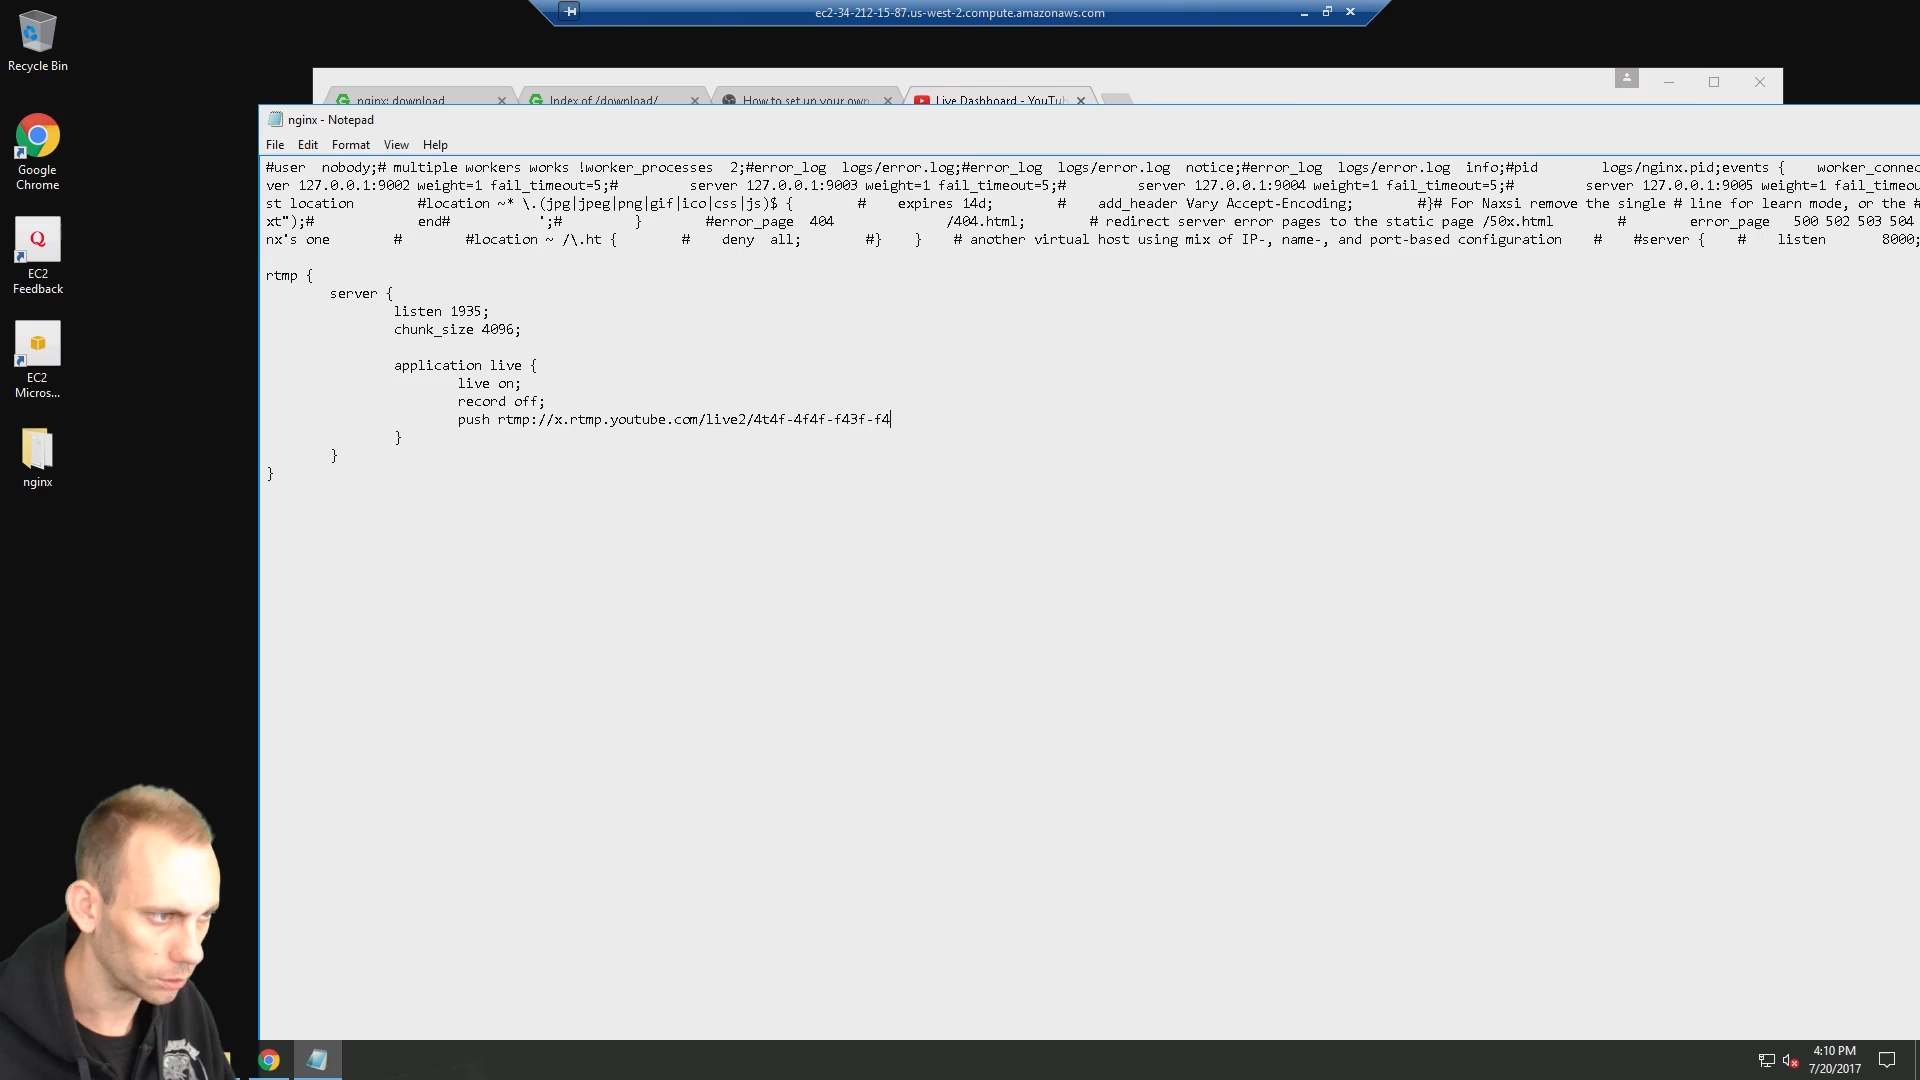 ec2-34-212-15-87.us-west-2.compute.amazonaws.com
Recycle Bin
Google
Chrome
EC2
Feedback
EC2
Micros...
nginx
nginx: download
Index of /download/
How to set up your own
Live Dashboard - YouTub
nginx - Notepad
File Edit Format View Help
#user  nobody;# multiple workers works !worker_processes  2;#error_log  logs/error.log;#error_log  logs/error.log  notice;#error_log  logs/error.log  info;#pid        logs/nginx.pid;events {    worker_connec
ver 127.0.0.1:9002 weight=1 fail_timeout=5;#         server 127.0.0.1:9003 weight=1 fail_timeout=5;#         server 127.0.0.1:9004 weight=1 fail_timeout=5;#         server 127.0.0.1:9005 weight=1 fail_timeou
st location        #location ~* \.(jpg|jpeg|png|gif|ico|css|js)$ {        #    expires 14d;        #    add_header Vary Accept-Encoding;        #}# For Naxsi remove the single # line for learn mode, or the #
xt");#             end#           ';#         }        #error_page  404              /404.html;        # redirect server error pages to the static page /50x.html        #        error_page   500 502 503 504
nx's one        #        #location ~ /\.ht {        #    deny  all;        #}    }    # another virtual host using mix of IP-, name-, and port-based configuration    #    #server {    #    listen       8000;
rtmp {
server {
listen 1935;
chunk_size 4096;
application live {
live on;
record off;
push rtmp://x.rtmp.youtube.com/live2/4t4f-4f4f-f43f-f4
}
}
}
4:10 PM
7/20/2017